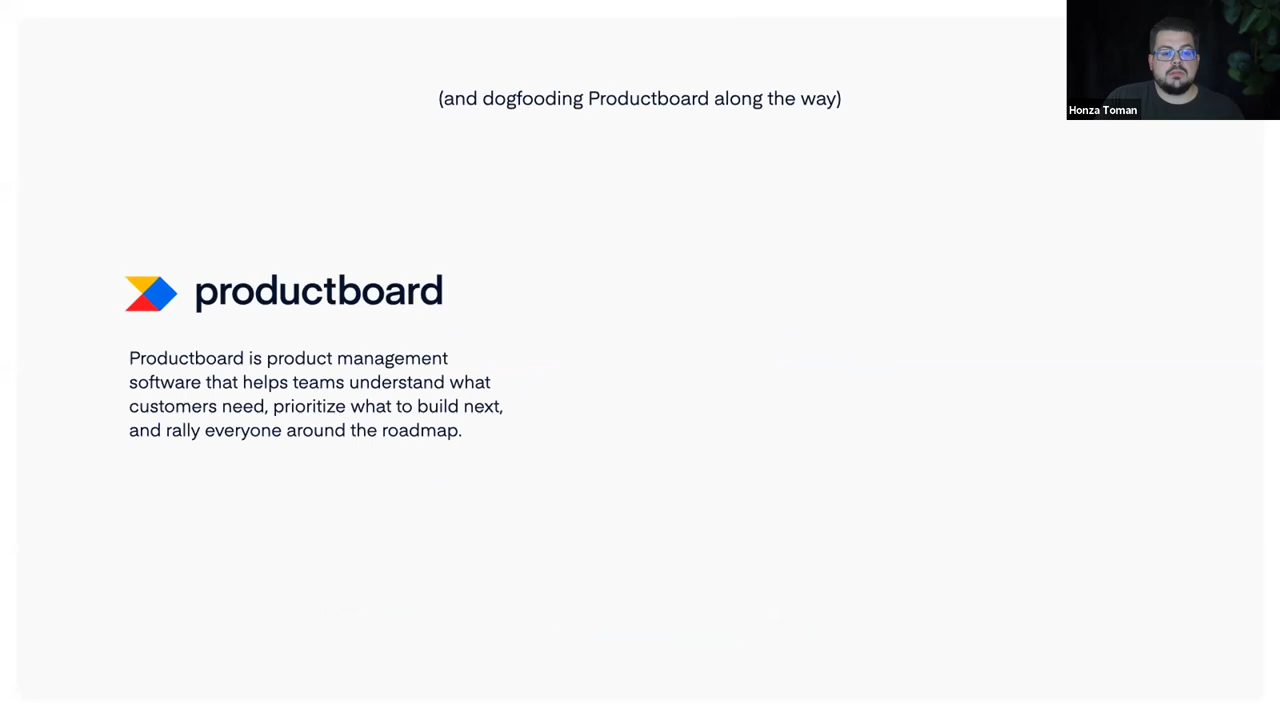 (and dogfooding Productboard along the way)
Honza Toman
productboard
Productboard is product management
software that helps teams understand what
customers need, prioritize what to build next,
and rally everyone around the roadmap.